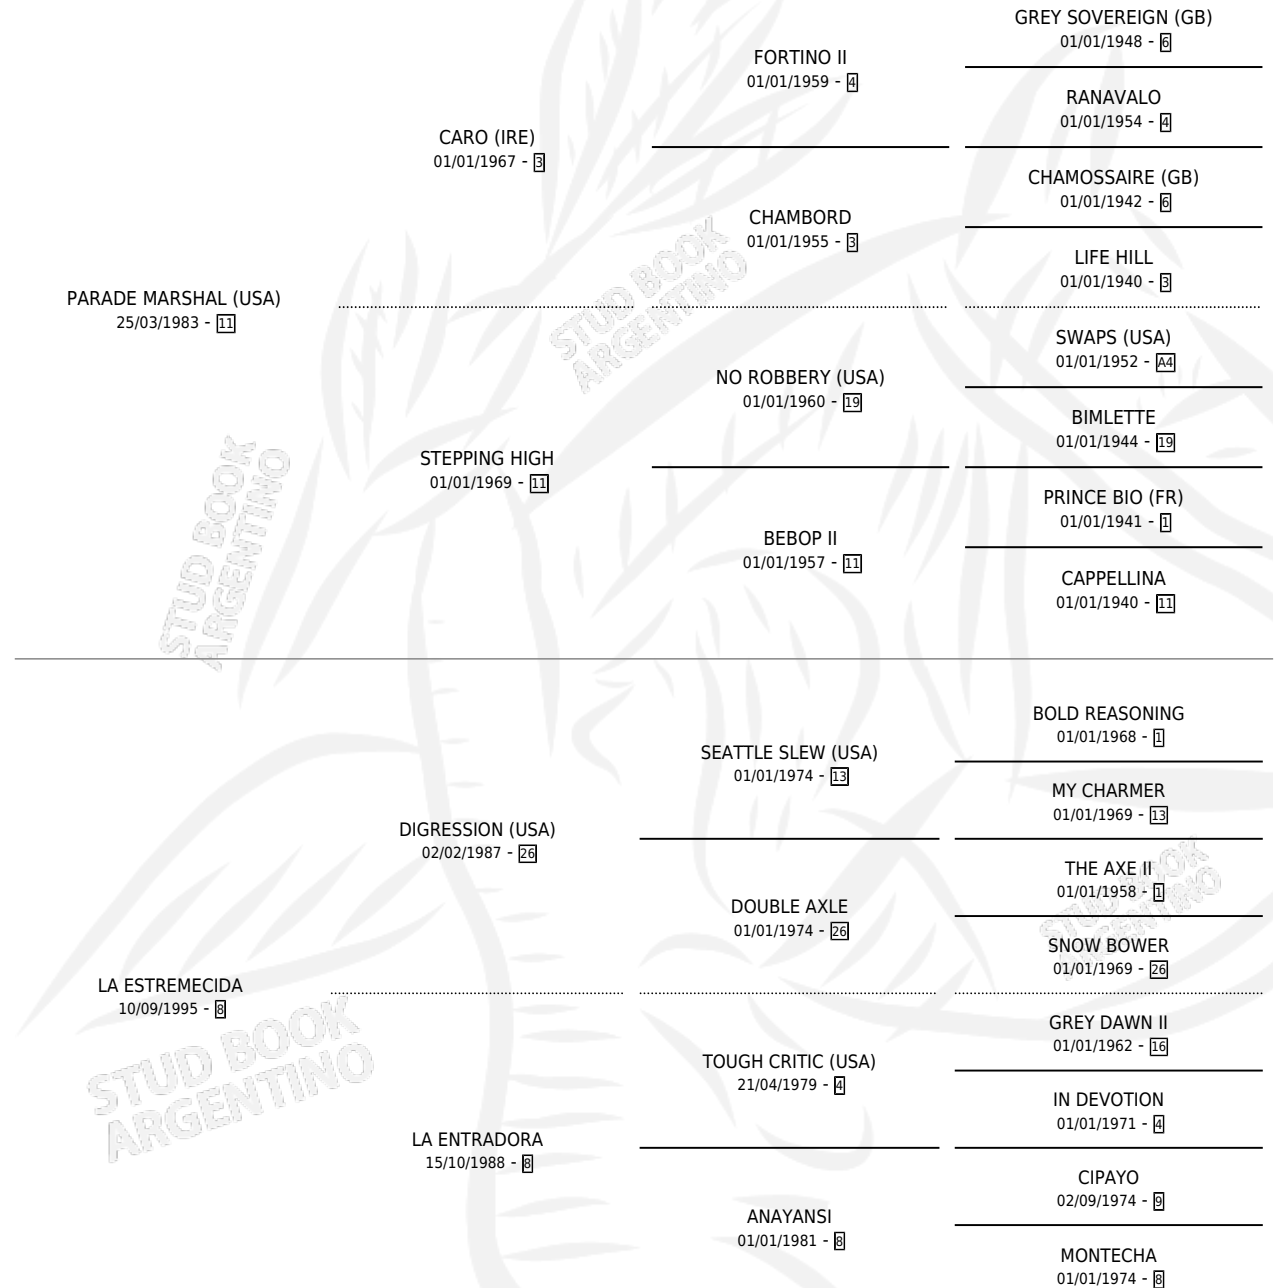 GREY SOVEREIGN (GB)
01/01/1948 - 6
FORTINO II
01/01/1959 - 4
RANAVALO
01/01/1954 - 4
CARO (IRE)
01/01/1967 - 3
CHAMOSSAIRE (GB)
01/01/1942 - 6
CHAMBORD
01/01/1955 - 3
LIFE HILL
01/01/1940 - 3
PARADE MARSHAL (USA)
25/03/1983 - 11
SWAPS (USA)
01/01/1952 - A4
NO ROBBERY (USA)
01/01/1960 - 19
BIMLETTE
01/01/1944 - 19
STEPPING HIGH
01/01/1969 - 11
PRINCE BIO (FR)
01/01/1941 - 1
BEBOP II
01/01/1957 - 11
CAPPELLINA
01/01/1940 - 11
BOLD REASONING
01/01/1968 - 1
SEATTLE SLEW (USA)
01/01/1974 - 13
MY CHARMER
01/01/1969 - 13
DIGRESSION (USA)
02/02/1987 - 26
THE AXE II
01/01/1958 - 1
DOUBLE AXLE
01/01/1974 - 26
SNOW BOWER
01/01/1969 - 26
LA ESTREMECIDA
10/09/1995 - 8
GREY DAWN II
01/01/1962 - 16
TOUGH CRITIC (USA)
21/04/1979 - 4
IN DEVOTION
01/01/1971 - 4
LA ENTRADORA
15/10/1988 - 8
CIPAYO
02/09/1974 - 9
ANAYANSI
01/01/1981 - 8
MONTECHA
01/01/1974 - 8
STUD BOOK
ARGENTINO
STUD BOOK
ARGENTINO
STUD BOOK
ARGENTINO
STUD BOOK
ARGENTINO